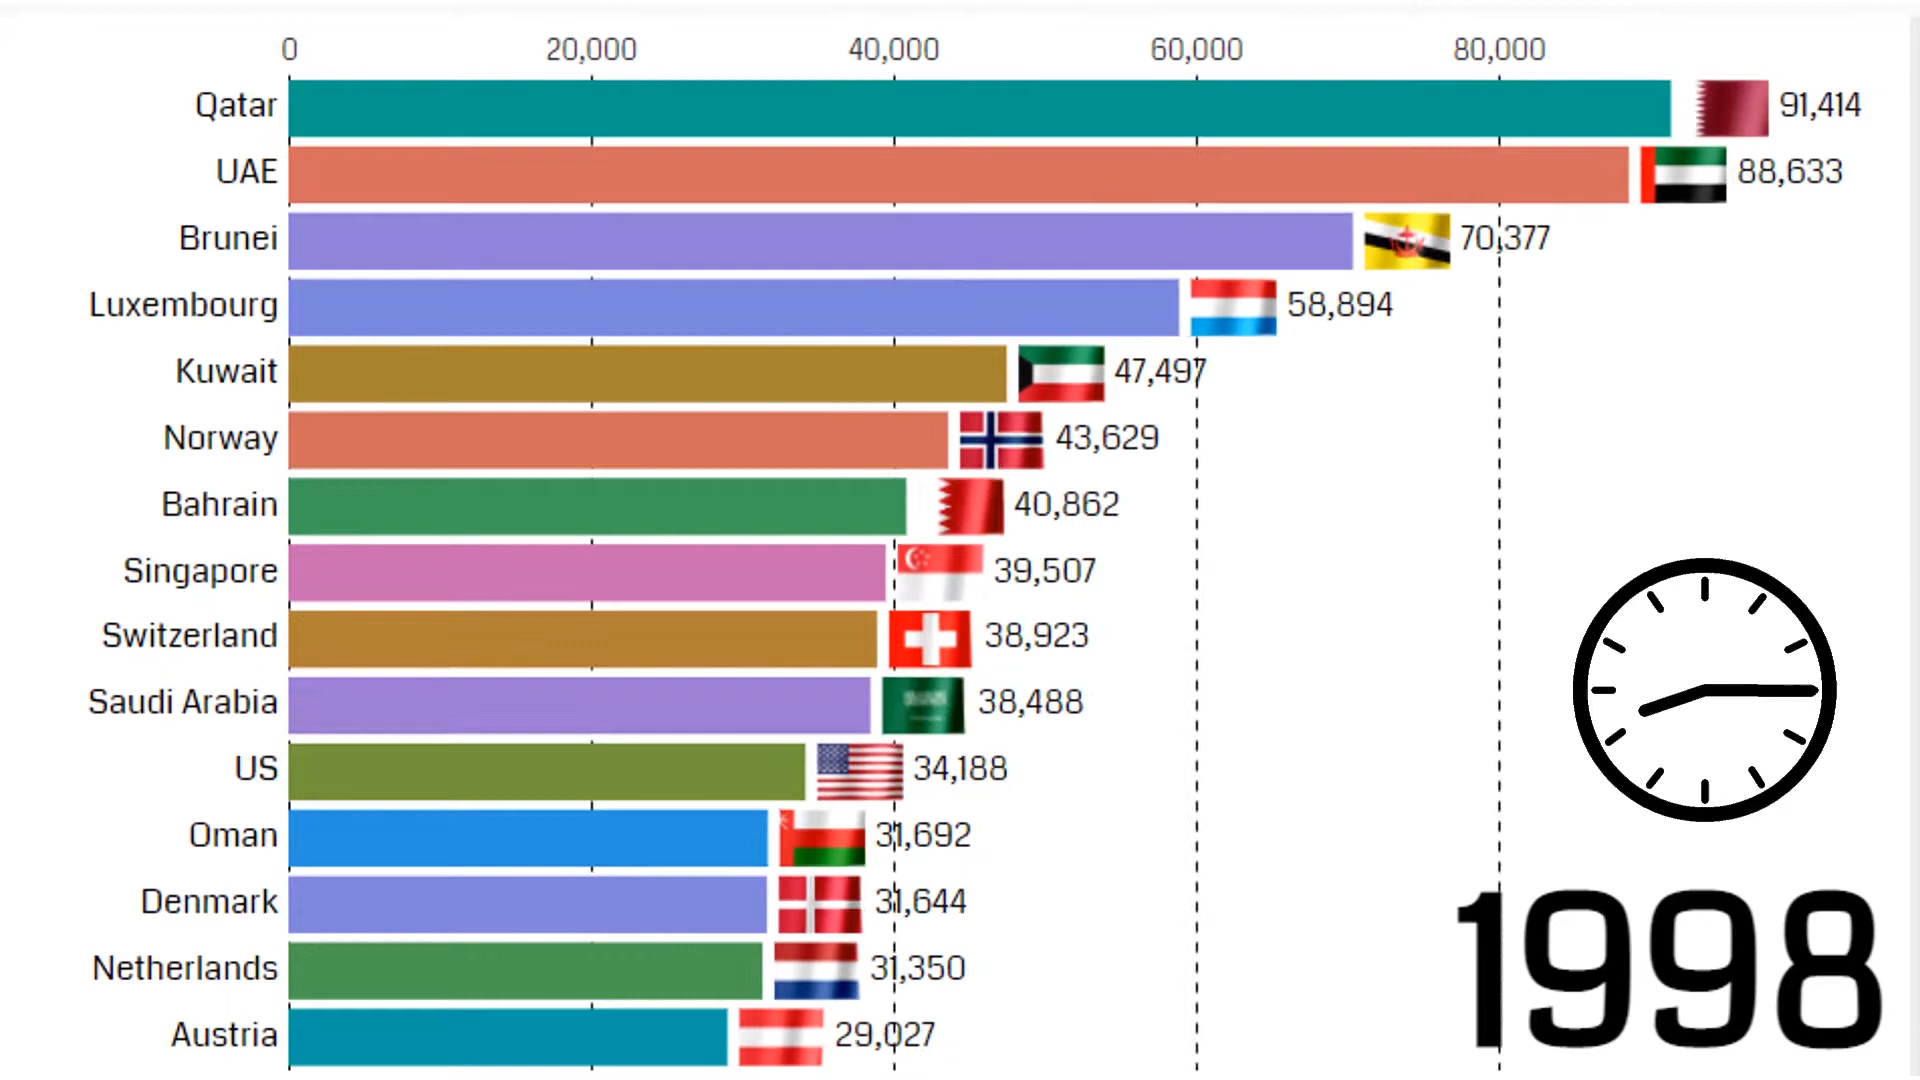 0 20,000 40,000 60,000 80,000
Qatar 91,414
UAE 88,633
Brunei 70,377
Luxembourg 58,894
Kuwait 47,497
Norway 43,629
Bahrain 40,862
Singapore 39,507
Switzerland 38,923
Saudi Arabia 38,488
US 34,188
Oman 31,692
Denmark 31,644
Netherlands 31,350
Austria 29,027
1998